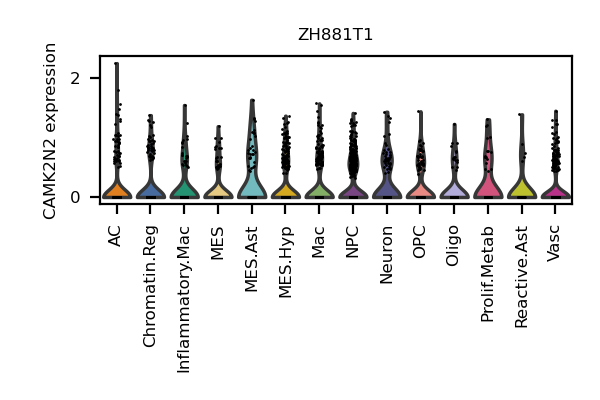 ZH881T1
CAMK2N2 expression
2
0
AC
Chromatin.Reg
Inflammatory.Mac
MES
MES.Ast
MES.Hyp
Mac
NPC
Neuron
OPC
Oligo
Prolif.Metab
Reactive.Ast
Vasc